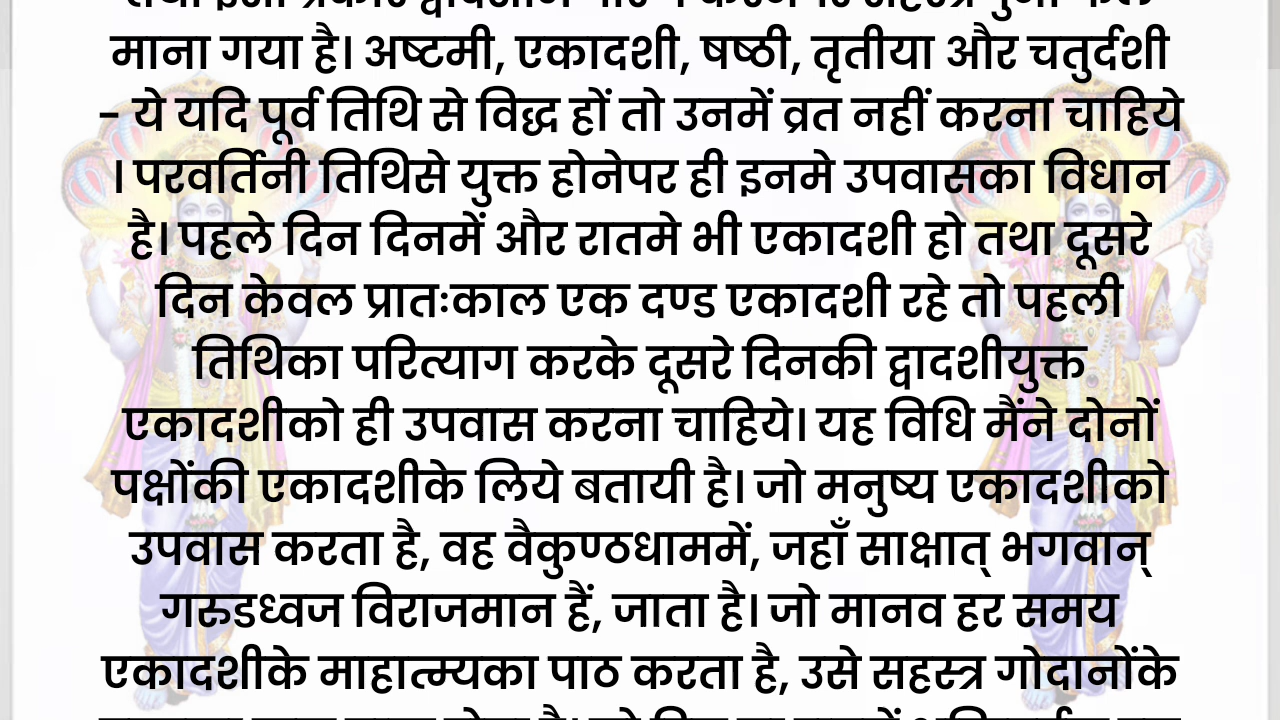 माना गया है। अष्टमी, एकादशी, षष्ठी, तृतीया और चतुर्दशी
- ये यदि पूर्व तिथि से विद्ध हों तो उनमें व्रत नहीं करना चाहिये
। परवर्तिनी तिथिसे युक्त होनेपर ही इनमे उपवासका विधान
है। पहले दिन दिनमें और रातमे भी एकादशी हो तथा दूसरे
दिन केवल प्रातःकाल एक दण्ड एकादशी रहे तो पहली
तिथिका परित्याग करके दूसरे दिनकी द्वादशीयुक्त
एकादशीको ही उपवास करना चाहिये। यह विधि मैंने दोनों
पक्षोंकी एकादशीके लिये बतायी है। जो मनुष्य एकादशीको
उपवास करता है, वह वैकुण्ठधाममें, जहाँ साक्षात् भगवान्
गरुडध्वज विराजमान हैं, जाता है। जो मानव हर समय
एकादशीके माहात्म्यका पाठ करता है, उसे सहस्त्र गोदानोंके